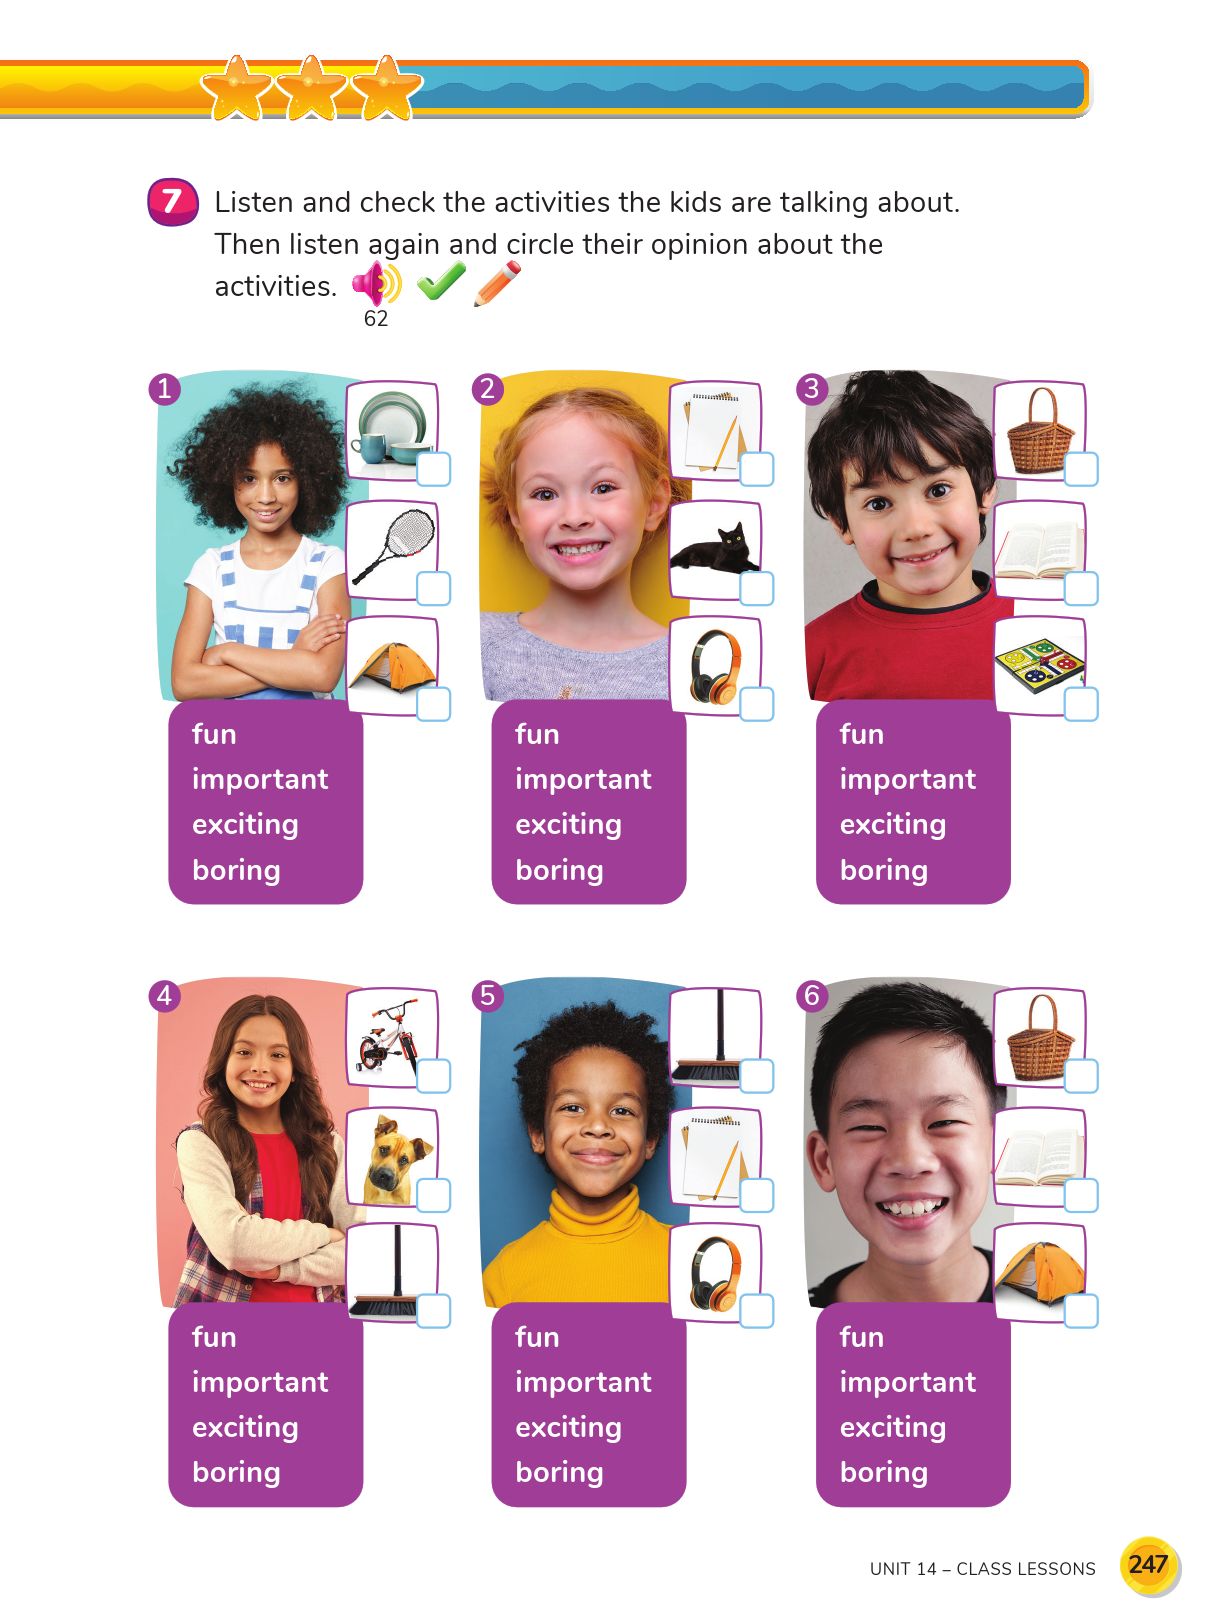 7
Listen and check the activities the kids are talking about.
Then listen again and circle their opinion about the
activities.
62
1
fun
important
exciting
boring
2
fun
important
exciting
boring
3
fun
important
exciting
boring
4
fun
important
exciting
boring
5
fun
important
exciting
boring
6
fun
important
exciting
boring
UNIT 14 – CLASS LESSONS
247